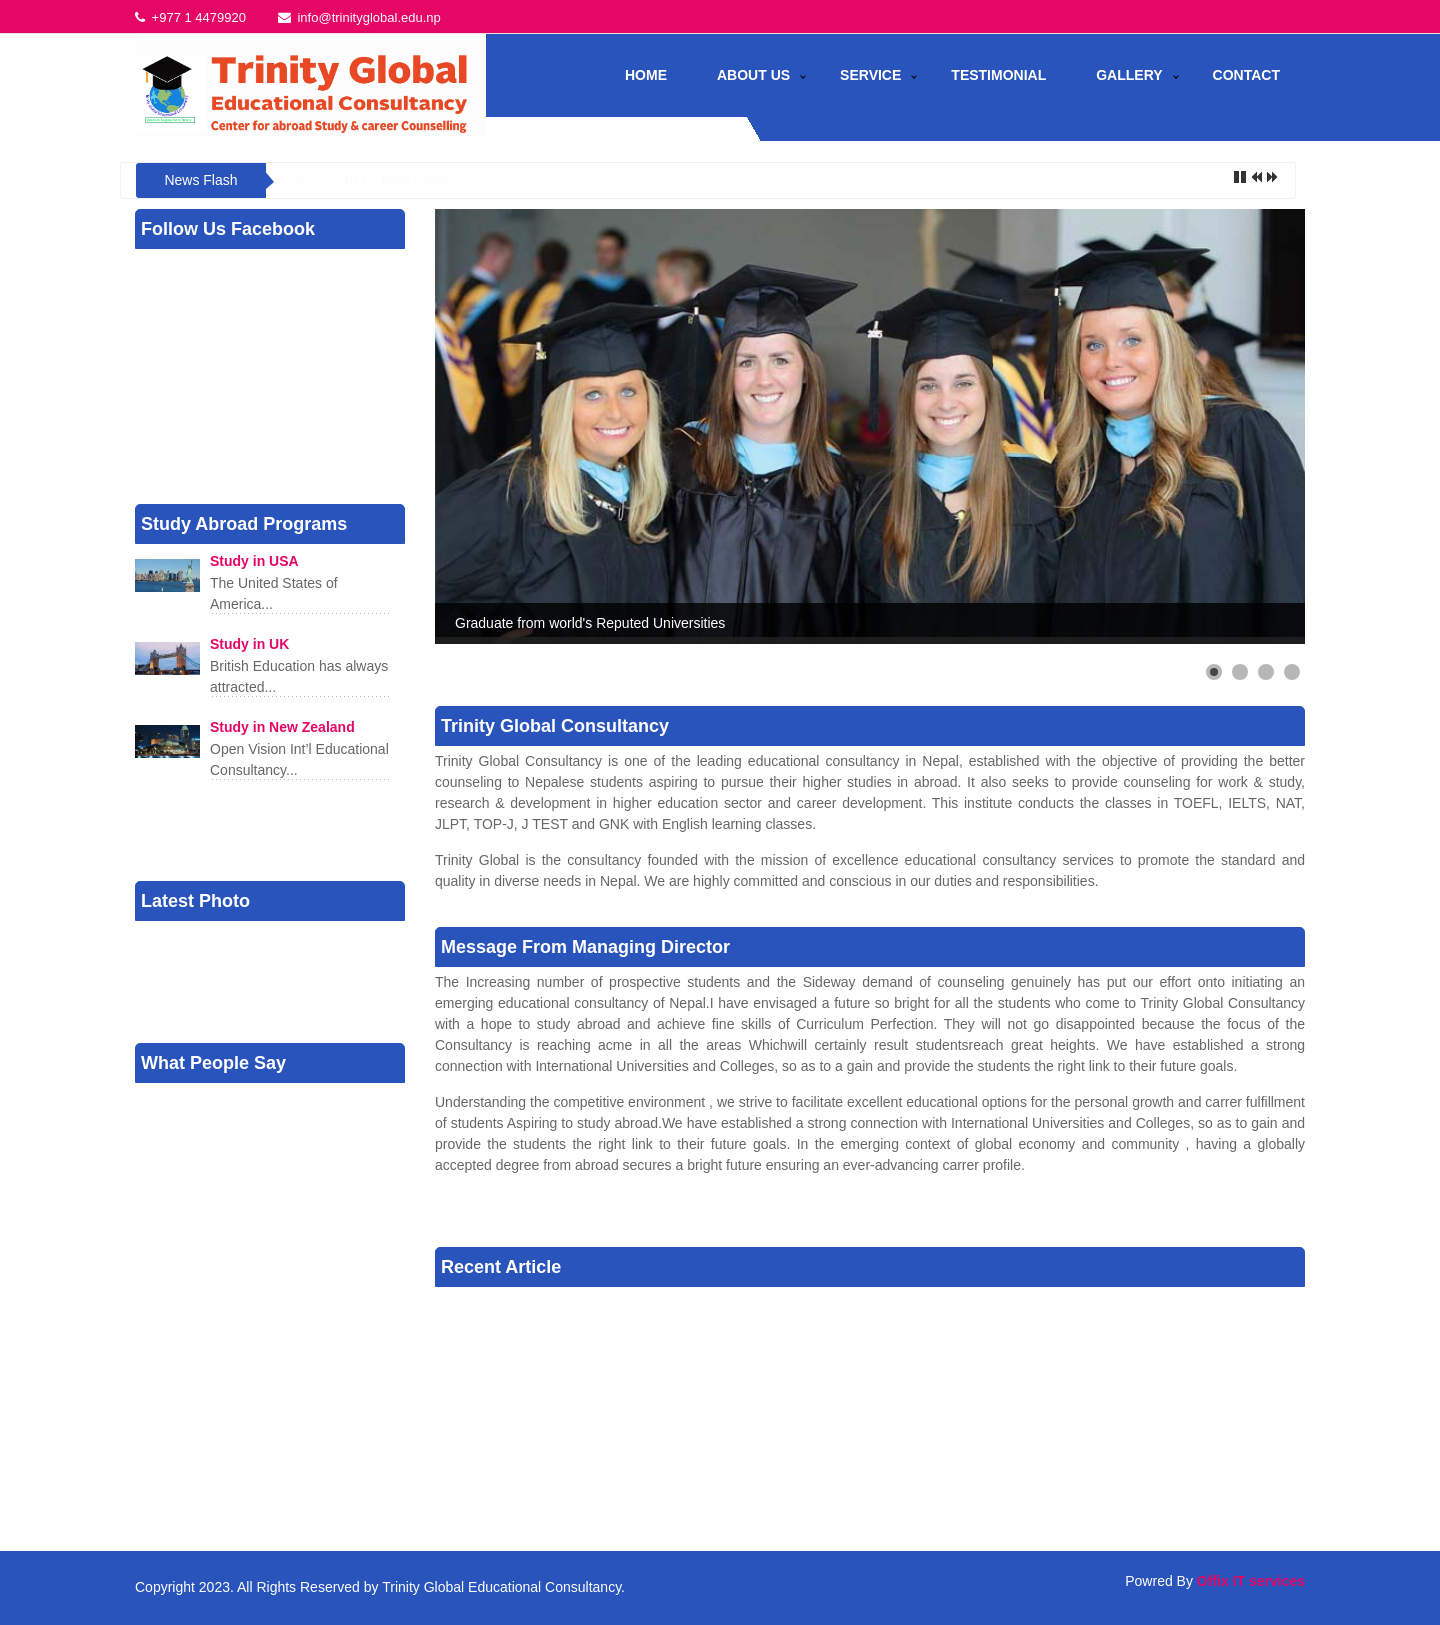 +977 1 4479920
info@trinityglobal.edu.np
Trinity Global
Educational Consultancy
Center for abroad Study & career Counselling
HOME
ABOUT US
SERVICE
TESTIMONIAL
GALLERY
CONTACT
News Flash
Follow Us Facebook
Graduate from world's Reputed Universities
Study Abroad Programs
Study in USA
The United States of
America...
Study in UK
British Education has always
attracted...
Study in New Zealand
Open Vision Int'l Educational
Consultancy...
Latest Photo
What People Say
Trinity Global Consultancy
Trinity Global Consultancy is one of the leading educational consultancy in Nepal, established with the objective of providing the better
counseling to Nepalese students aspiring to pursue their higher studies in abroad. It also seeks to provide counseling for work & study,
research & development in higher education sector and career development. This institute conducts the classes in TOEFL, IELTS, NAT,
JLPT, TOP-J, J TEST and GNK with English learning classes.
Trinity Global is the consultancy founded with the mission of excellence educational consultancy services to promote the standard and
quality in diverse needs in Nepal. We are highly committed and conscious in our duties and responsibilities.
Message From Managing Director
The Increasing number of prospective students and the Sideway demand of counseling genuinely has put our effort onto initiating an
emerging educational consultancy of Nepal.I have envisaged a future so bright for all the students who come to Trinity Global Consultancy
with a hope to study abroad and achieve fine skills of Curriculum Perfection. They will not go disappointed because the focus of the
Consultancy is reaching acme in all the areas Whichwill certainly result studentsreach great heights. We have established a strong
connection with International Universities and Colleges, so as to a gain and provide the students the right link to their future goals.
Understanding the competitive environment , we strive to facilitate excellent educational options for the personal growth and carrer fulfillment
of students Aspiring to study abroad.We have established a strong connection with International Universities and Colleges, so as to gain and
provide the students the right link to their future goals. In the emerging context of global economy and community , having a globally
accepted degree from abroad secures a bright future ensuring an ever-advancing carrer profile.
Recent Article
Copyright 2023. All Rights Reserved by Trinity Global Educational Consultancy.
Powred By Offix IT services